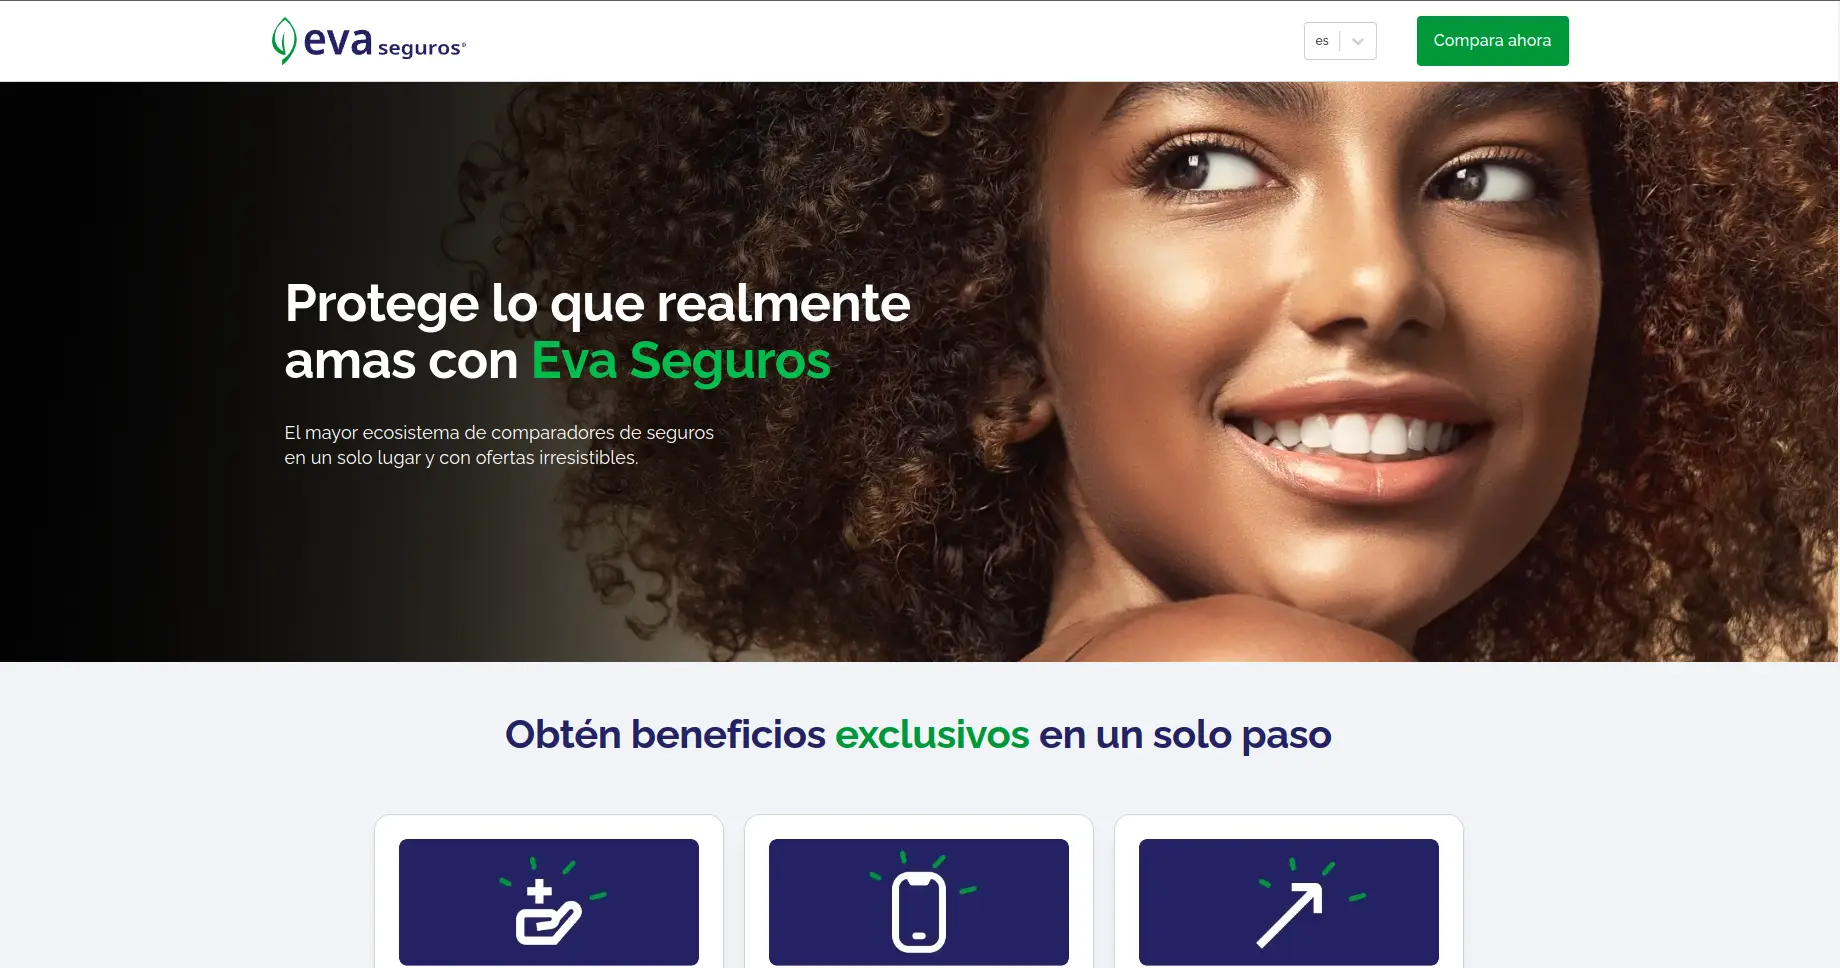 eva seguros®
es
Compara ahora
Protege lo que realmente
amas con Eva Seguros
El mayor ecosistema de comparadores de seguros
en un solo lugar y con ofertas irresistibles.
Obtén beneficios exclusivos en un solo paso